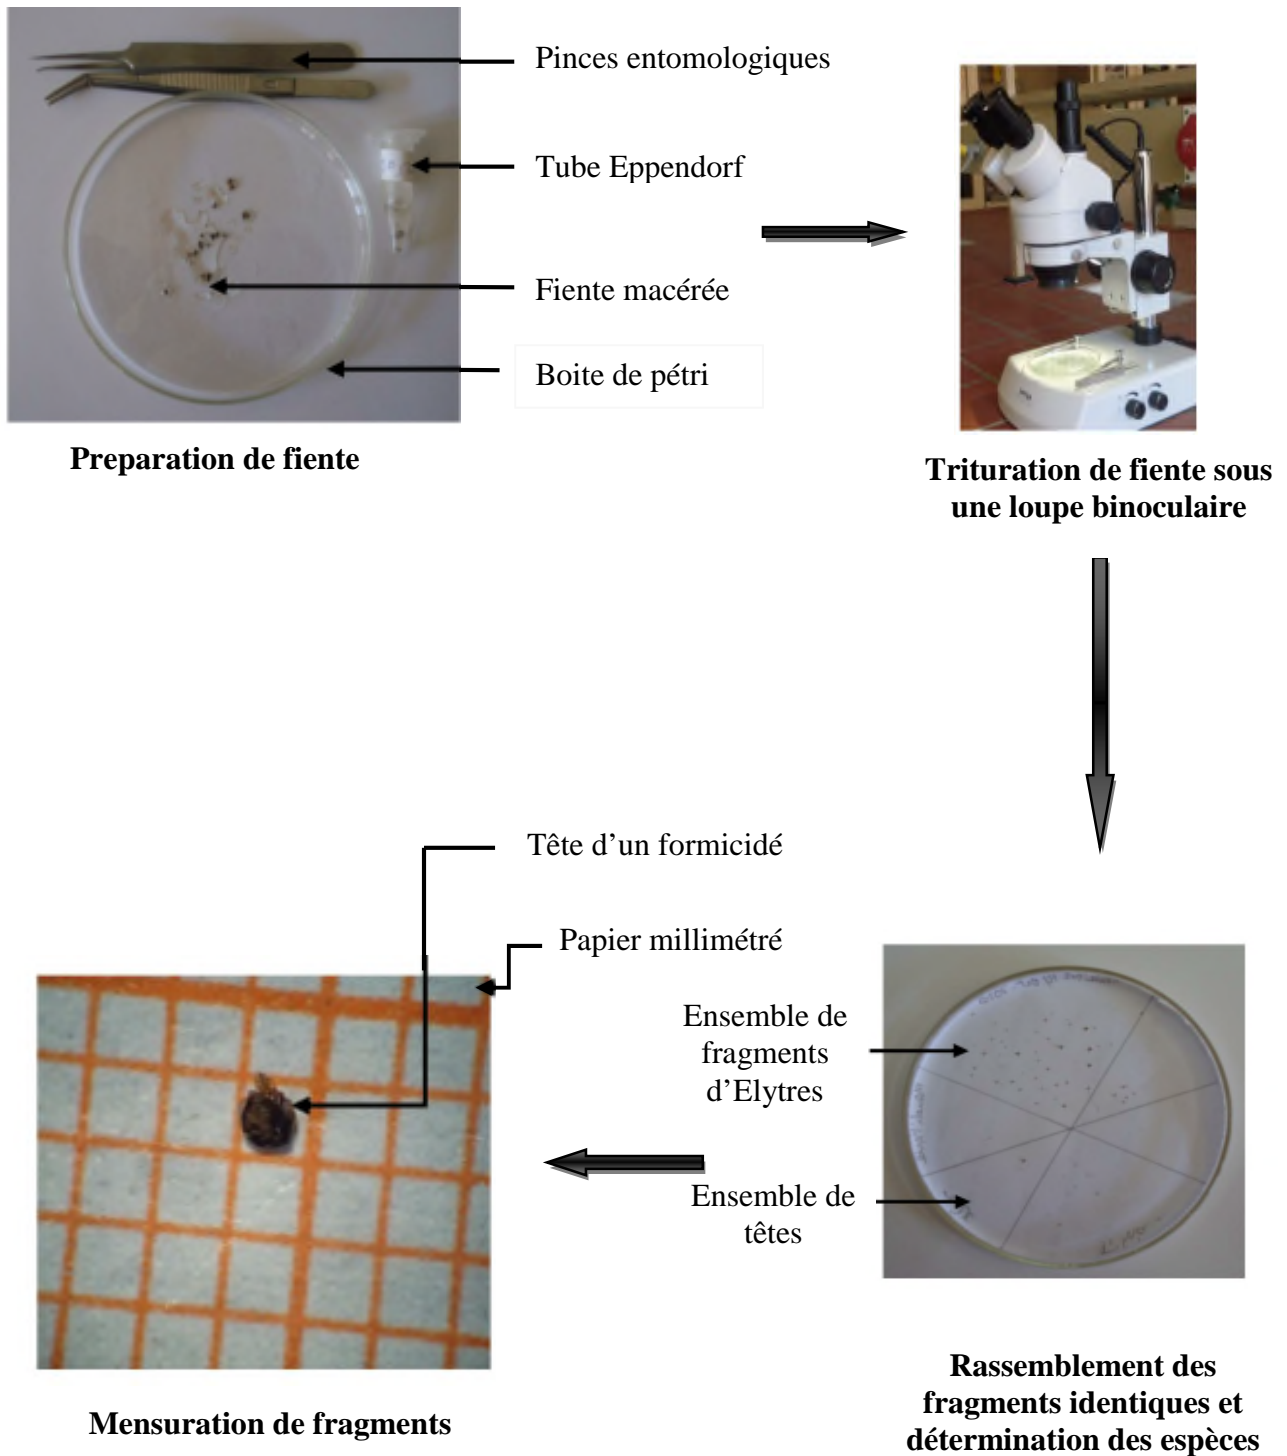 Pinces entomologiques
Tube Eppendorf
Fiente macérée
Boite de pétri
Preparation de fiente
Trituration de fiente sous
une loupe binoculaire
Tête d’un formicidé
Papier millimétré
Ensemble de
fragments
d’Elytres
Ensemble de
têtes
Mensuration de fragments
Rassemblement des
fragments identiques et
détermination des espèces